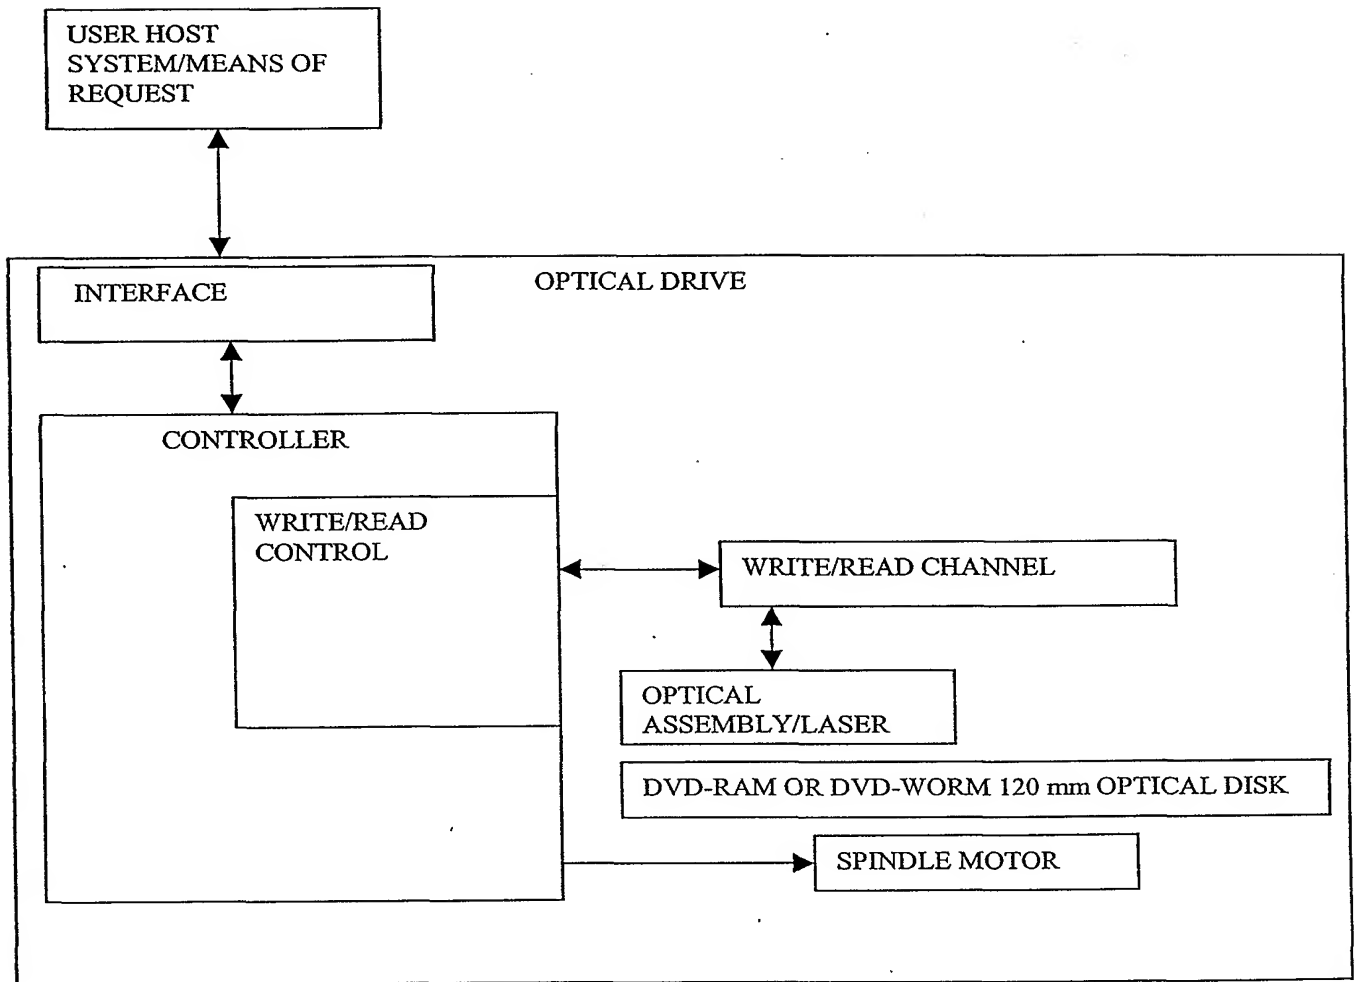 USER HOST
SYSTEM/MEANS OF
REQUEST
INTERFACE
OPTICAL DRIVE
CONTROLLER
WRITE/READ
CONTROL
WRITE/READ CHANNEL
OPTICAL
ASSEMBLY/LASER
DVD-RAM OR DVD-WORM 120 mm OPTICAL DISK
SPINDLE MOTOR